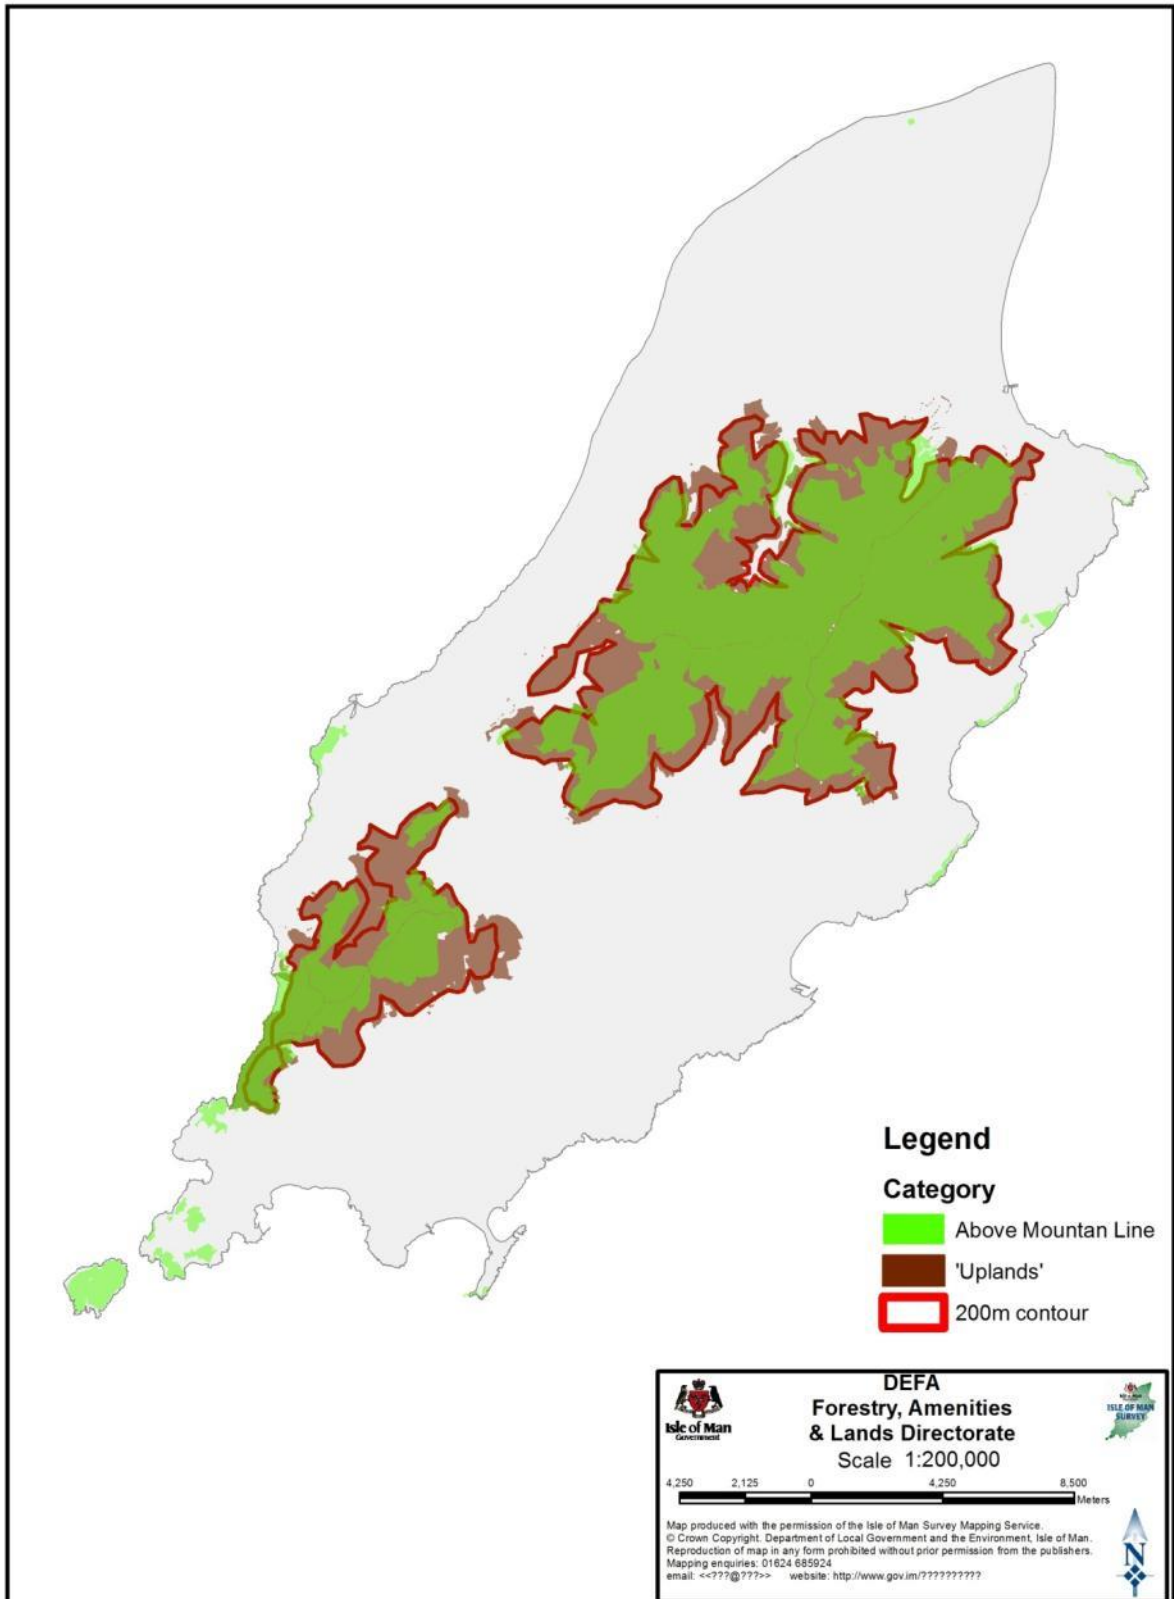 Legend
Category
Above Mountan Line
'Uplands'
200m contour
DEFA
Forestry, Amenities
& Lands Directorate
Scale 1:200,000
Isle of Man
Government
ISLE OF MAN
SURVEY
4,250 2,125 0 4,250 8,500
Meters
Map produced with the permission of the Isle of Man Survey Mapping Service.
© Crown Copyright. Department of Local Government and the Environment, Isle of Man.
Reproduction of map in any form prohibited without prior permission from the publishers.
Mapping enquiries: 01624 685924
email: <<???@???>> website: http://www.gov.im/??????????
N